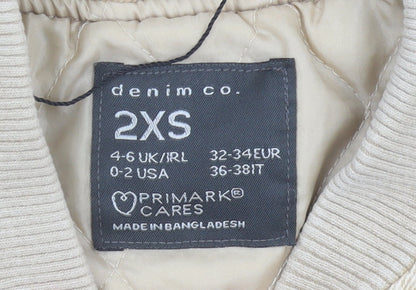 denim co.
2XS
4-6 UK/IRL 32-34EUR
0-2 USA 36-38IT
PRIMARK®
CARES
MADE IN BANGLADESH